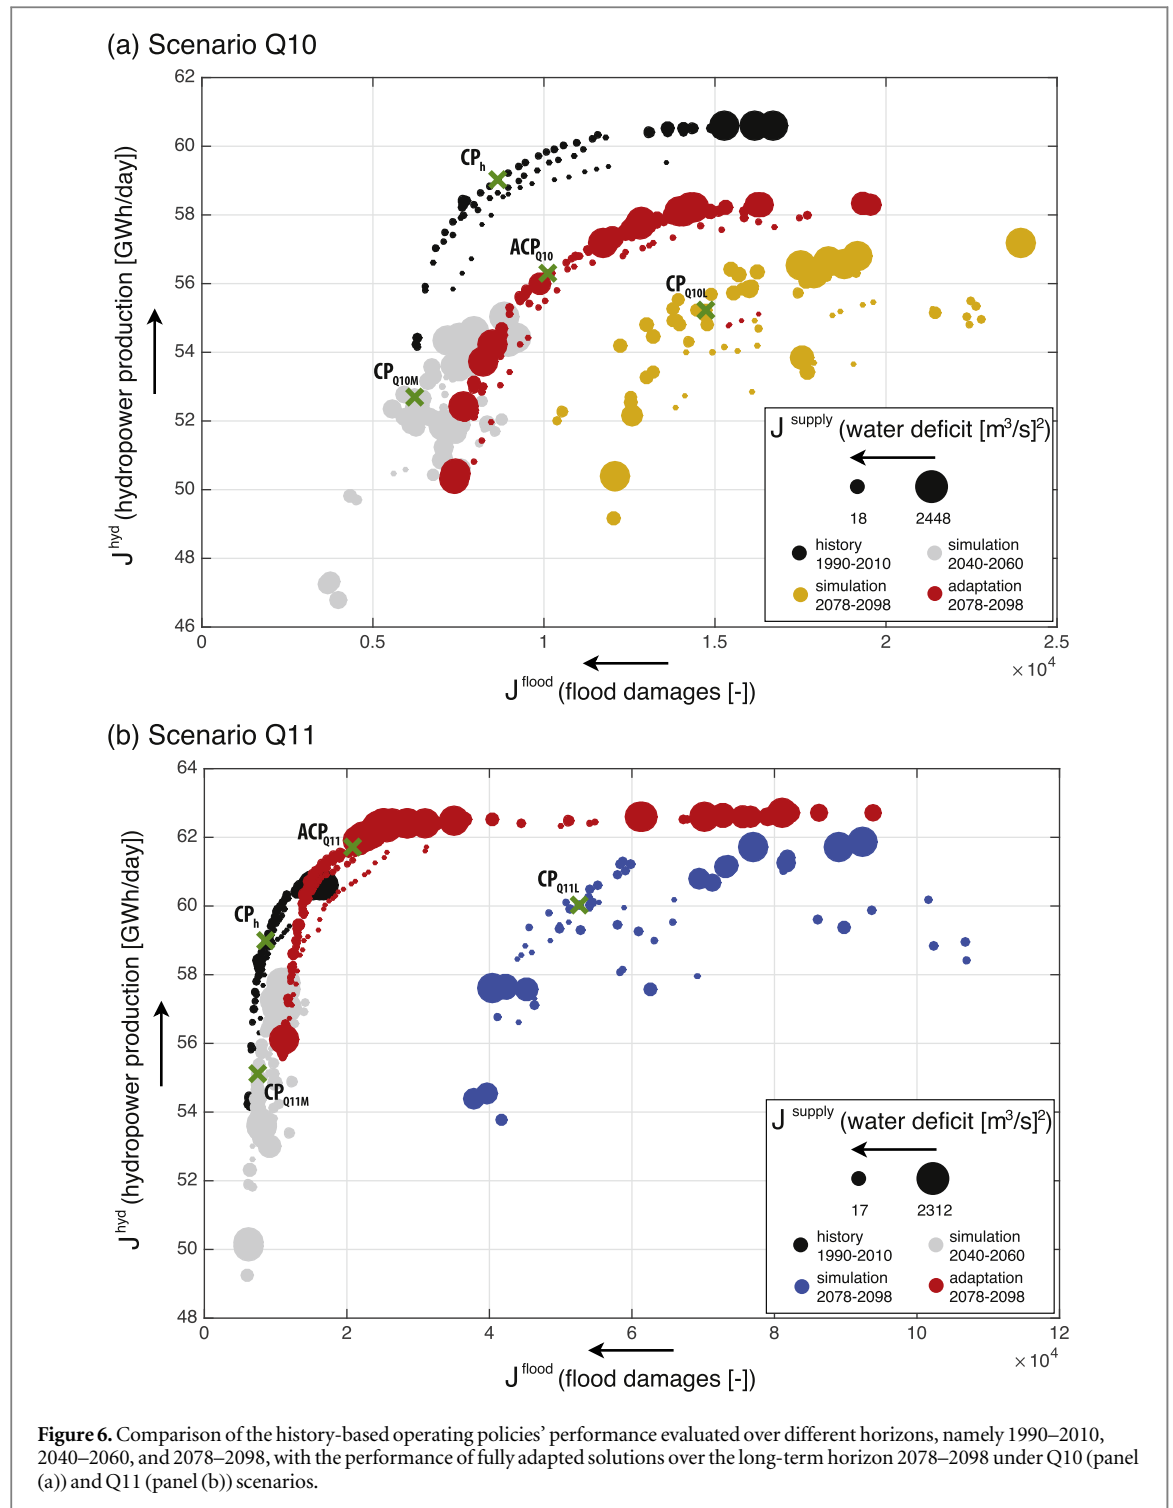 (a) Scenario Q10
62
60
58
56
54
52
50
48
46
J^hyd (hydropower production [GWh/day])
CP_h
ACP_Q10
CP_Q10L
CP_Q10M
J^supply (water deficit [m^3/s]^2)
18 2448
history 1990-2010
simulation 2040-2060
simulation 2078-2098
adaptation 2078-2098
0 0.5 1 1.5 2 2.5
×10^4
J^flood (flood damages [-])
(b) Scenario Q11
64
62
60
58
56
54
52
50
48
J^hyd (hydropower production [GWh/day])
ACP_Q11
CP_Q11L
CP_h
CP_Q11M
J^supply (water deficit [m^3/s]^2)
17 2312
history 1990-2010
simulation 2040-2060
simulation 2078-2098
adaptation 2078-2098
0 2 4 6 8 10 12
×10^4
J^flood (flood damages [-])
Figure 6. Comparison of the history-based operating policies’ performance evaluated over different horizons, namely 1990–2010,
2040–2060, and 2078–2098, with the performance of fully adapted solutions over the long-term horizon 2078–2098 under Q10 (panel
(a)) and Q11 (panel (b)) scenarios.